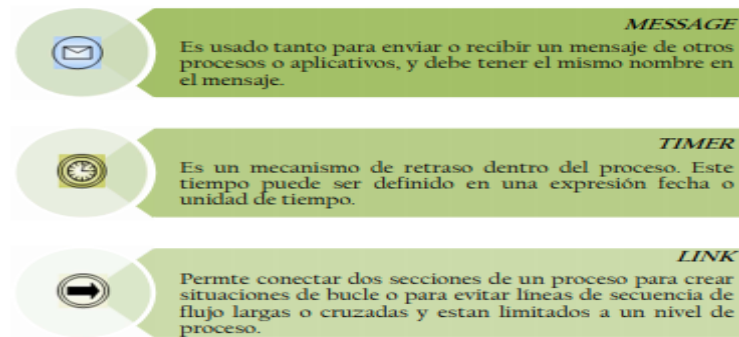 MESSAGE
Es usado tanto para enviar o recibir un mensaje de otros
procesos o aplicativos, y debe tener el mismo nombre en
el mensaje.
TIMER
Es un mecanismo de retraso dentro del proceso. Este
tiempo puede ser definido en una expresión fecha o
unidad de tiempo.
LINK
Permte conectar dos secciones de un proceso para crear
situaciones de bucle o para evitar líneas de secuencia de
flujo largas o cruzadas y estan limitados a un nivel de
proceso.